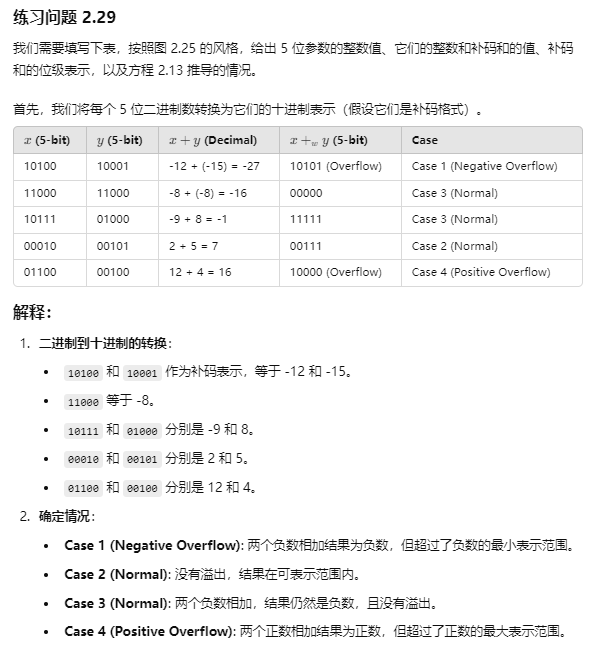 练习问题 2.29
我们需要填写下表，按照图 2.25 的风格，给出 5 位参数的整数值、它们的整数和补码和的值、补码
和的位级表示，以及方程 2.13 推导的情况。
首先，我们将每个 5 位二进制数转换为它们的十进制表示（假设它们是补码格式）。
x (5-bit) y (5-bit) x + y (Decimal) x +w y (5-bit) Case
10100 10001 -12 + (-15) = -27 10101 (Overflow) Case 1 (Negative Overflow)
11000 11000 -8 + (-8) = -16 00000 Case 3 (Normal)
10111 01000 -9 + 8 = -1 11111 Case 3 (Normal)
00010 00101 2 + 5 = 7 00111 Case 2 (Normal)
01100 00100 12 + 4 = 16 10000 (Overflow) Case 4 (Positive Overflow)
解释：
1. 二进制到十进制的转换：
• 10100 和 10001 作为补码表示，等于 -12 和 -15。
• 11000 等于 -8。
• 10111 和 01000 分别是 -9 和 8。
• 00010 和 00101 分别是 2 和 5。
• 01100 和 00100 分别是 12 和 4。
2. 确定情况：
• Case 1 (Negative Overflow): 两个负数相加结果为负数，但超过了负数的最小表示范围。
• Case 2 (Normal): 没有溢出，结果在可表示范围内。
• Case 3 (Normal): 两个负数相加，结果仍然是负数，且没有溢出。
• Case 4 (Positive Overflow): 两个正数相加结果为正数，但超过了正数的最大表示范围。